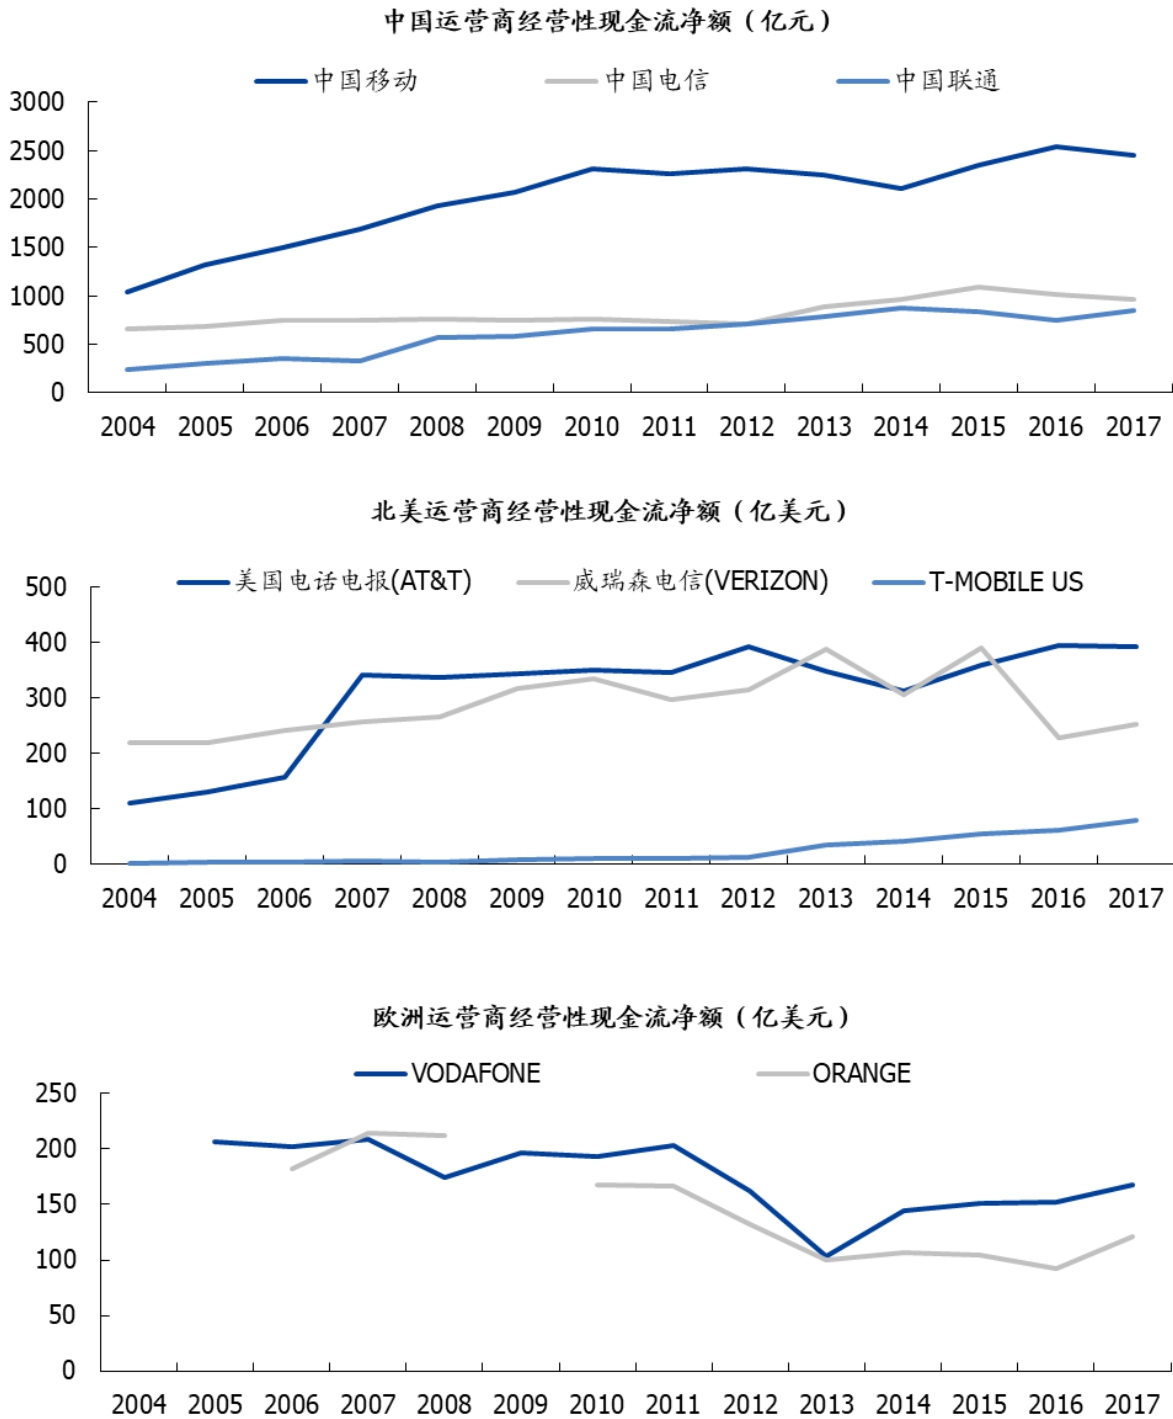 中国运营商经营性现金流净额（亿元）
中国移动 中国电信 中国联通
3000
2500
2000
1500
1000
500
0
2004 2005 2006 2007 2008 2009 2010 2011 2012 2013 2014 2015 2016 2017
北美运营商经营性现金流净额（亿美元）
美国电话电报(AT&T) 威瑞森电信(VERIZON) T-MOBILE US
500
400
300
200
100
0
2004 2005 2006 2007 2008 2009 2010 2011 2012 2013 2014 2015 2016 2017
欧洲运营商经营性现金流净额（亿美元）
VODAFONE ORANGE
250
200
150
100
50
0
2004 2005 2006 2007 2008 2009 2010 2011 2012 2013 2014 2015 2016 2017